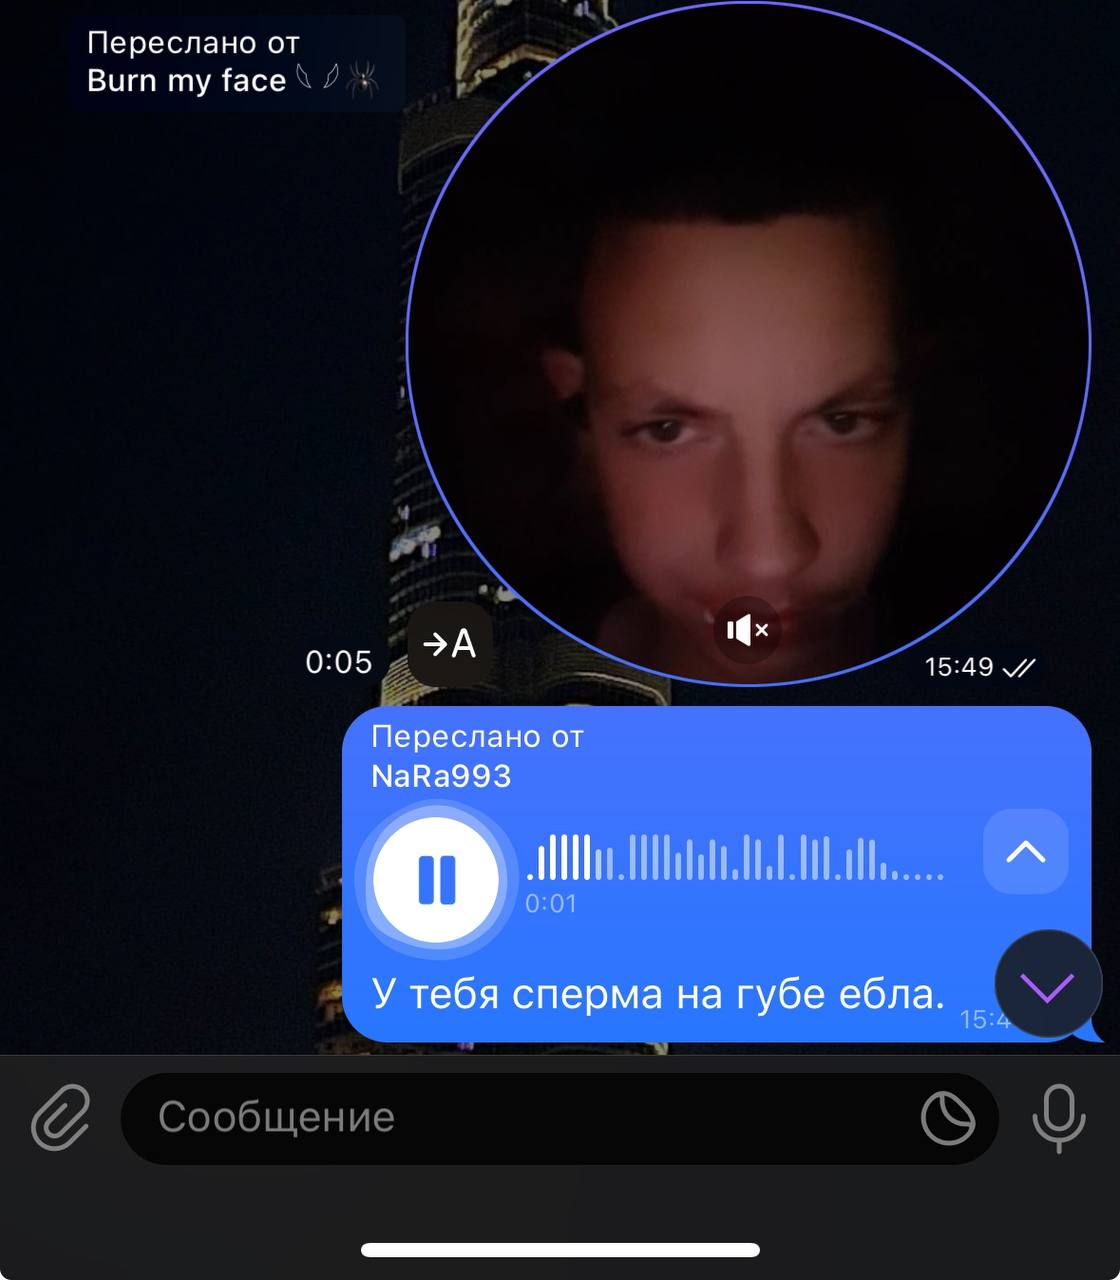 Переслано от
Burn my face 🕷
0:05
→A
15:49
Переслано от
NaRa993
0:01
У тебя сперма на губе ебла.
15:4
Сообщение